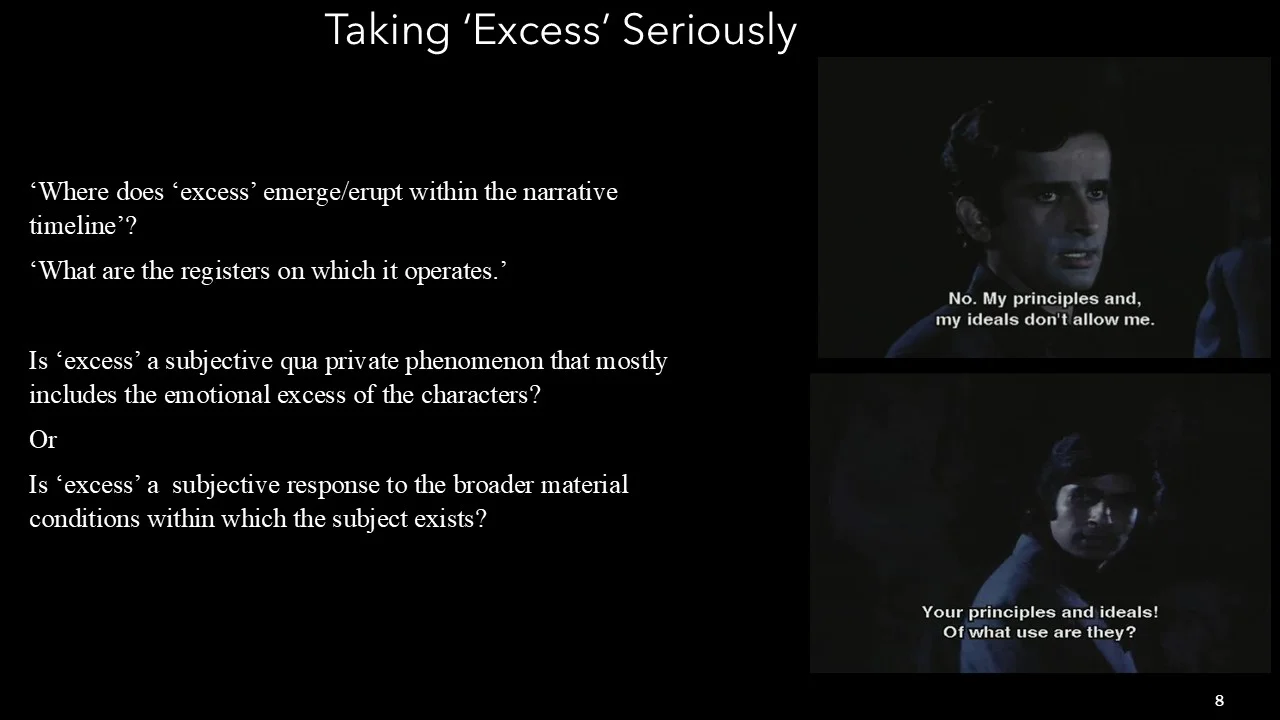 Taking ‘Excess’ Seriously
‘Where does ‘excess’ emerge/erupt within the narrative
timeline’?
‘What are the registers on which it operates.’
Is ‘excess’ a subjective qua private phenomenon that mostly
includes the emotional excess of the characters?
Or
Is ‘excess’ a  subjective response to the broader material
conditions within which the subject exists?
No. My principles and,
my ideals don't allow me.
Your principles and ideals!
Of what use are they?
8